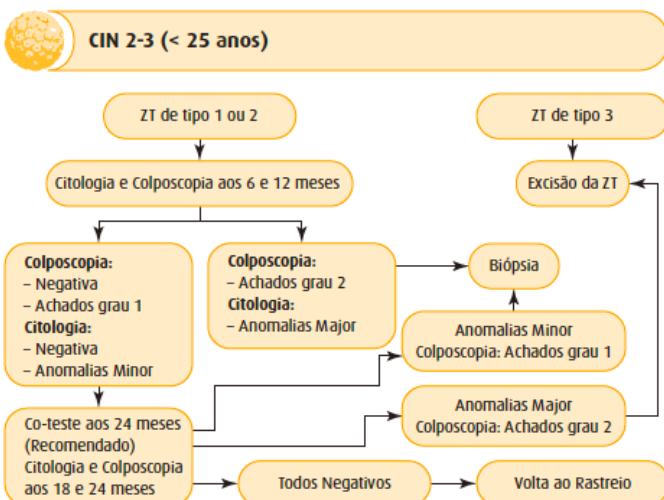 CIN 2-3 (< 25 anos)
ZT de tipo 1 ou 2
ZT de tipo 3
Citologia e Colposcopia aos 6 e 12 meses
Excisão da ZT
Colposcopia:
– Negativa
– Achados grau 1
Citologia:
– Negativa
– Anomalias Minor
Colposcopia:
– Achados grau 2
Citologia:
– Anomalias Major
Biópsia
Anomalias Minor
Colposcopia: Achados grau 1
Anomalias Major
Colposcopia: Achados grau 2
Co-teste aos 24 meses
(Recomendado)
Citologia e Colposcopia
aos 18 e 24 meses
Todos Negativos
Volta ao Rastreio